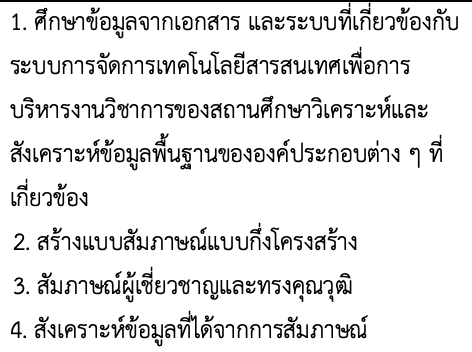 1. ศึกษาข้อมูลจากเอกสาร และระบบที่เกี่ยวข้องกับ
ระบบการจัดการเทคโนโลยีสารสนเทศเพื่อการ
บริหารงานวิชาการของสถานศึกษาวิเคราะห์และ
สังเคราะห์ข้อมูลพื้นฐานขององค์ประกอบต่าง ๆ ที่
เกี่ยวข้อง
2. สร้างแบบสัมภาษณ์แบบกึ่งโครงสร้าง
3. สัมภาษณ์ผู้เชี่ยวชาญและทรงคุณวุฒิ
4. สังเคราะห์ข้อมูลที่ได้จากการสัมภาษณ์